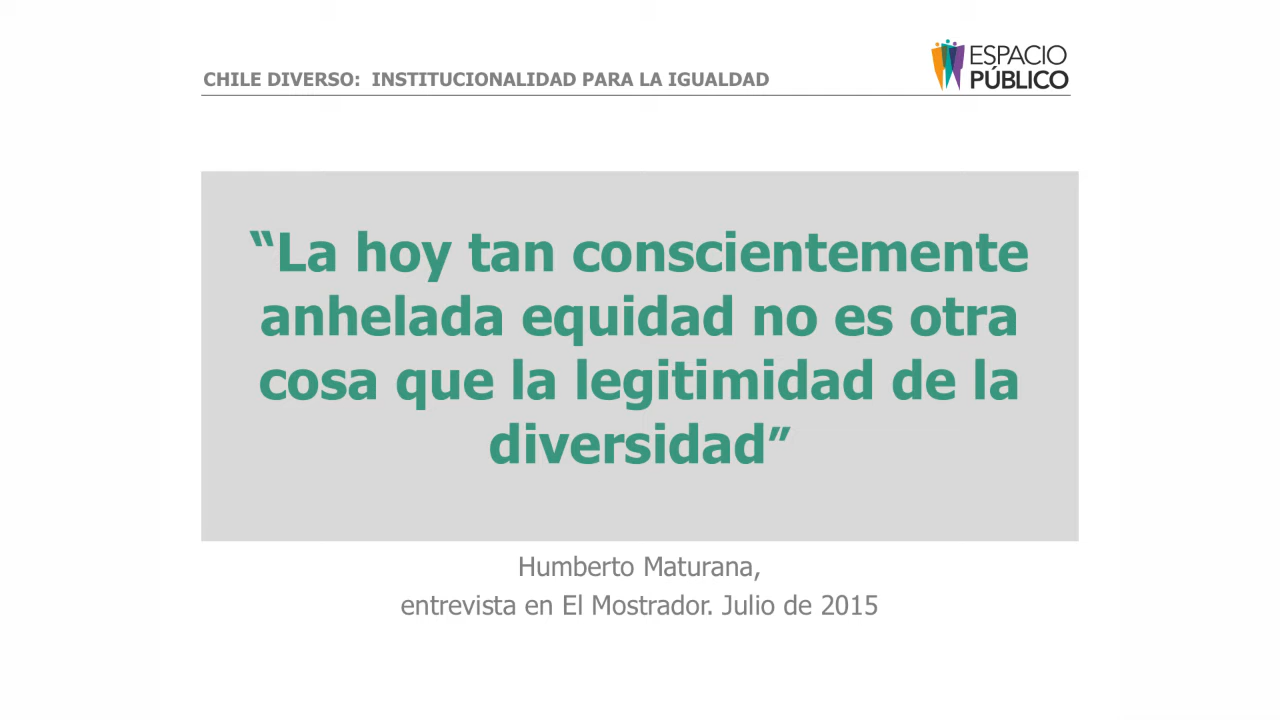 CHILE DIVERSO:  INSTITUCIONALIDAD PARA LA IGUALDAD
ESPACIO
PÚBLICO
“La hoy tan conscientemente
anhelada equidad no es otra
cosa que la legitimidad de la
diversidad”
Humberto Maturana,
entrevista en El Mostrador. Julio de 2015